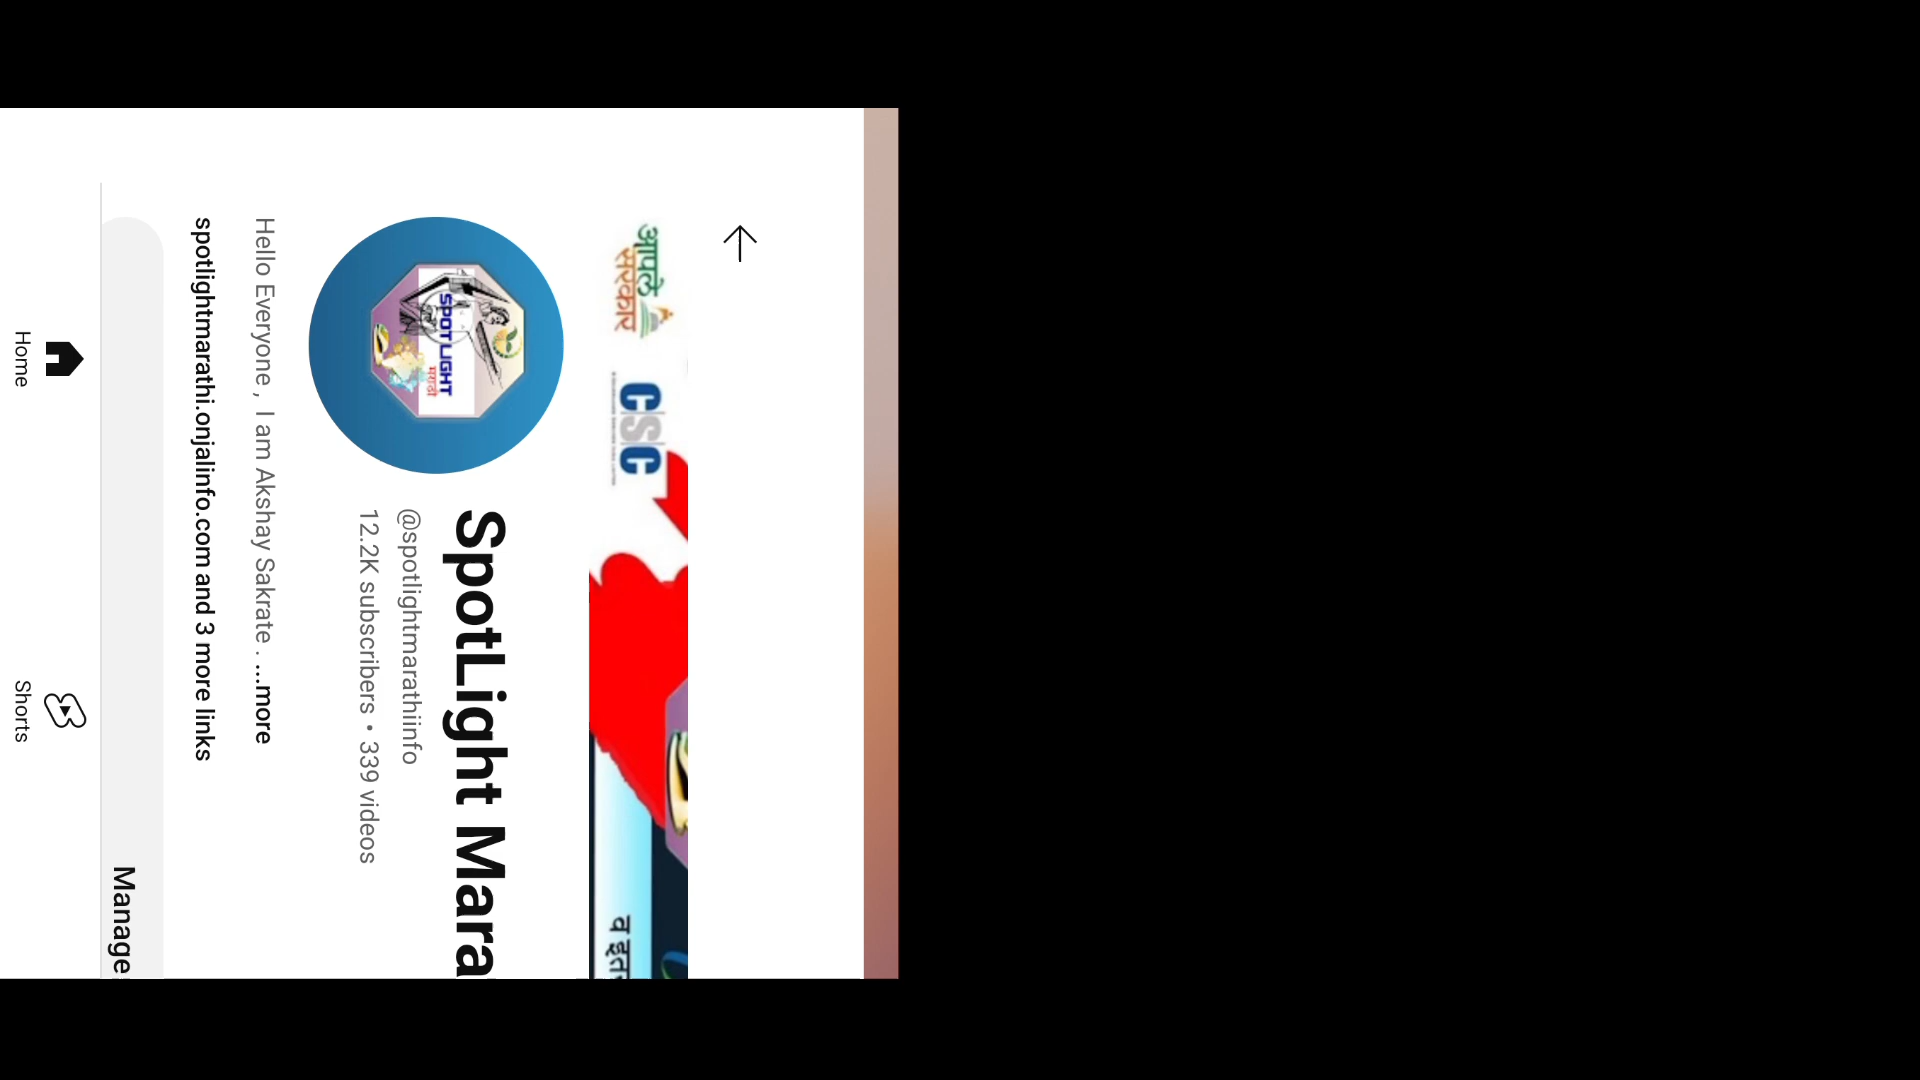 आपले
सरकार
CSC
व इतर
SPOTLIGHT
मराठी
SpotLight Mara
@spotlightmarathiinfo
12.2K subscribers • 339 videos
Hello Everyone , I am Akshay Sakrate . ...more
spotlightmarathi.onjalinfo.com and 3 more links
Manage
Home
Shorts